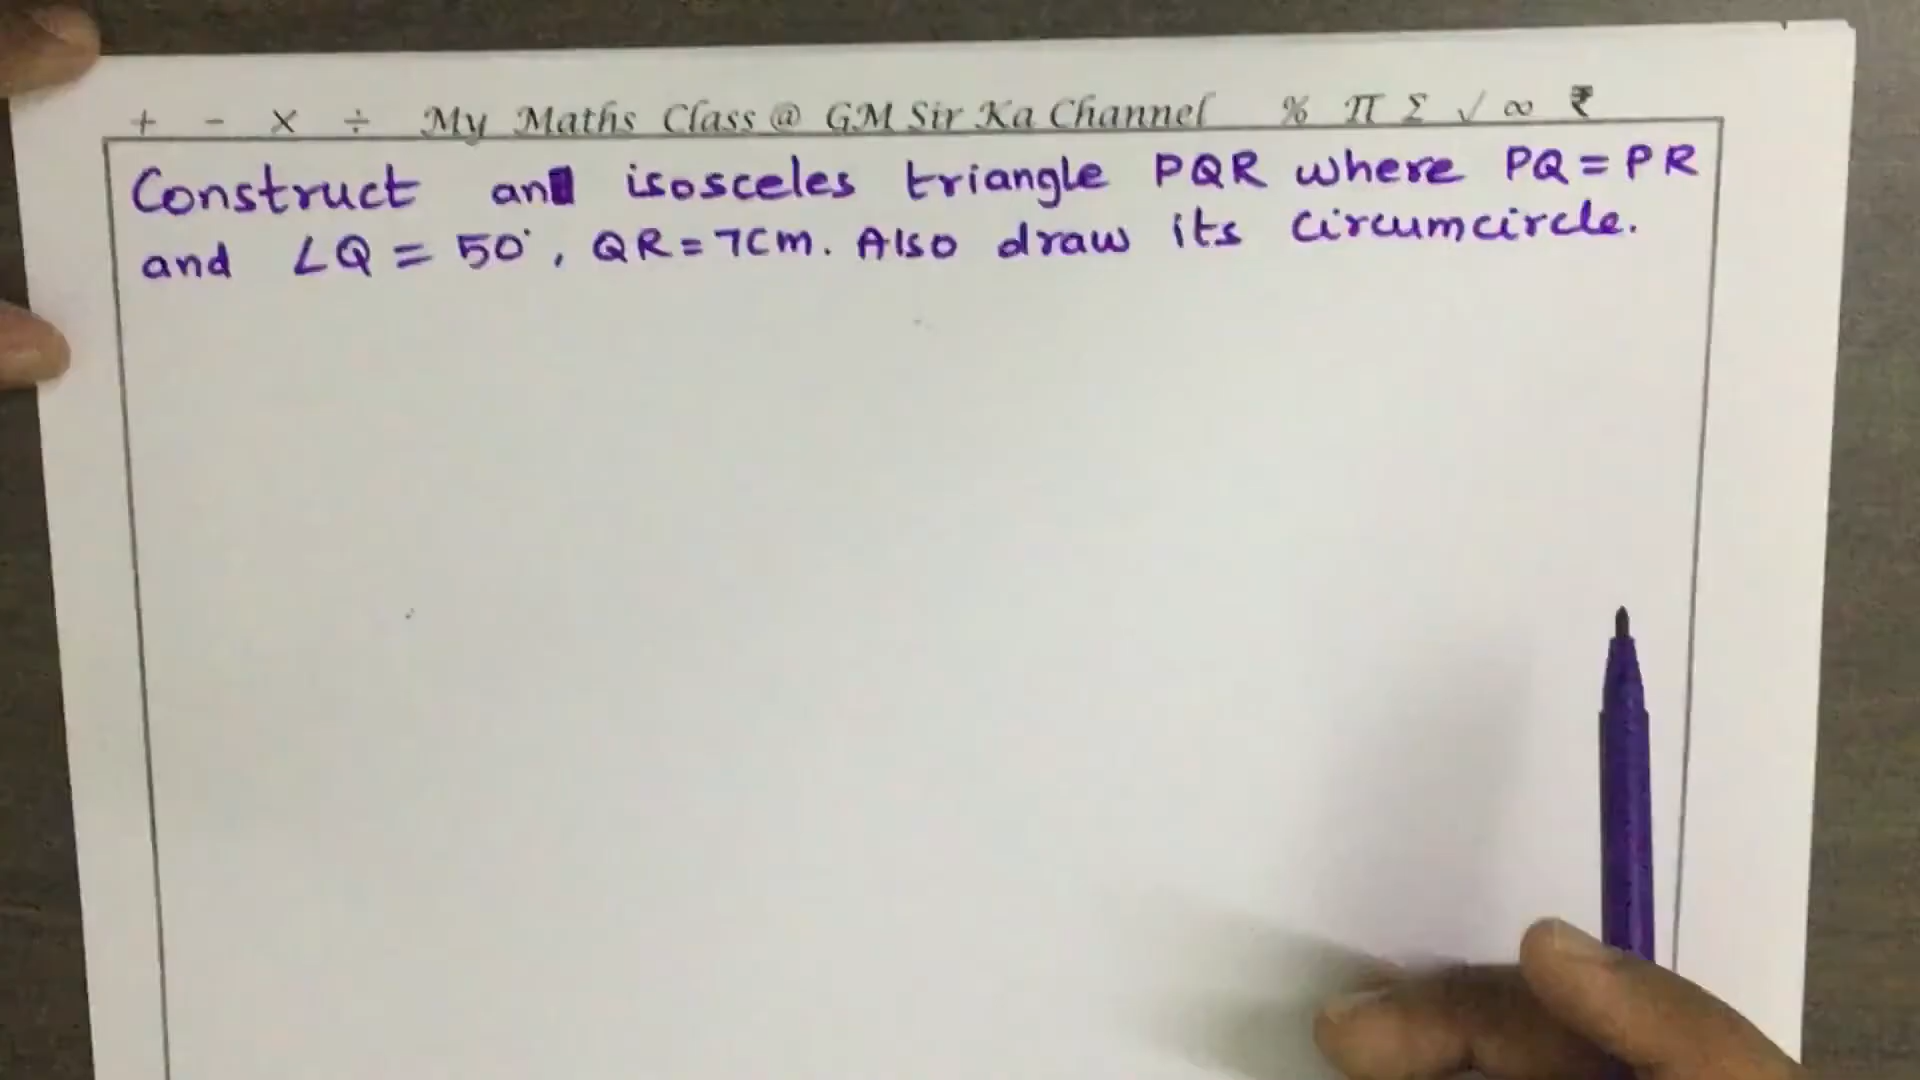 + - × ÷ My Maths Class @ GM Sir Ka Channel % Π Σ √ ∞ ₹
Construct an isosceles triangle PQR where PQ = PR
and ∠Q = 50°, QR = 7cm. Also draw its circumcircle.